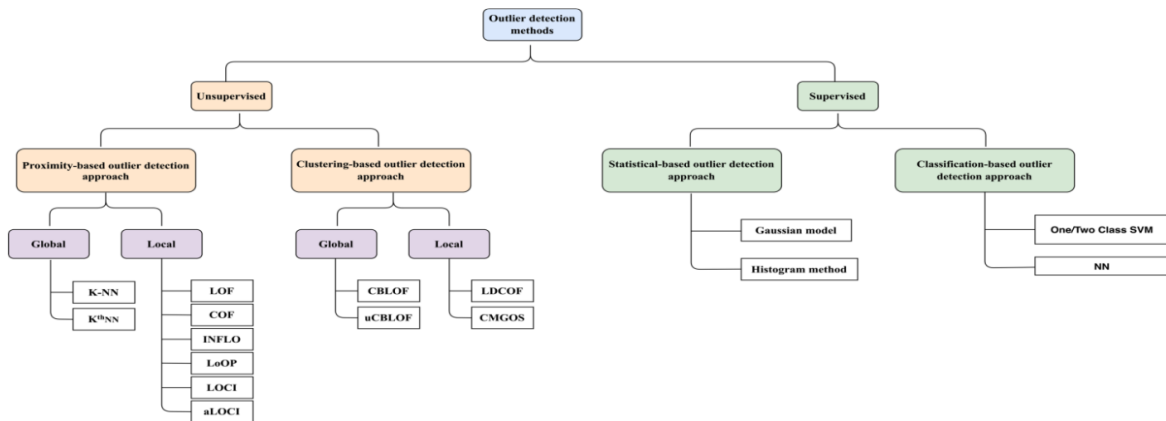 Outlier detection
methods
Unsupervised
Supervised
Proximity-based outlier detection
approach
Clustering-based outlier detection
approach
Statistical-based outlier detection
approach
Classification-based outlier
detection approach
Global
Local
Global
Local
Gaussian model
Histogram method
One/Two Class SVM
NN
K-NN
KthNN
LOF
COF
INFLO
LoOP
LOCI
aLOCI
CBLOF
uCBLOF
LDCOF
CMGOS